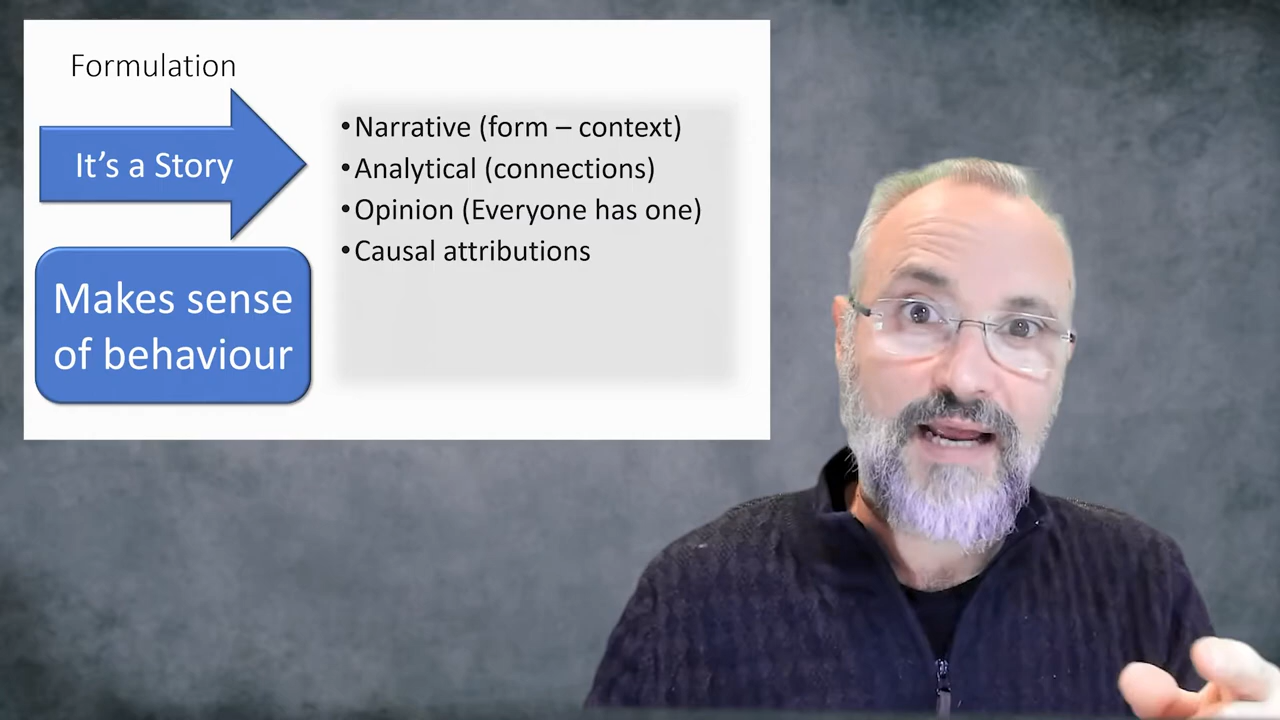 Formulation
It's a Story
Makes sense
of behaviour
•Narrative (form – context)
•Analytical (connections)
•Opinion (Everyone has one)
•Causal attributions